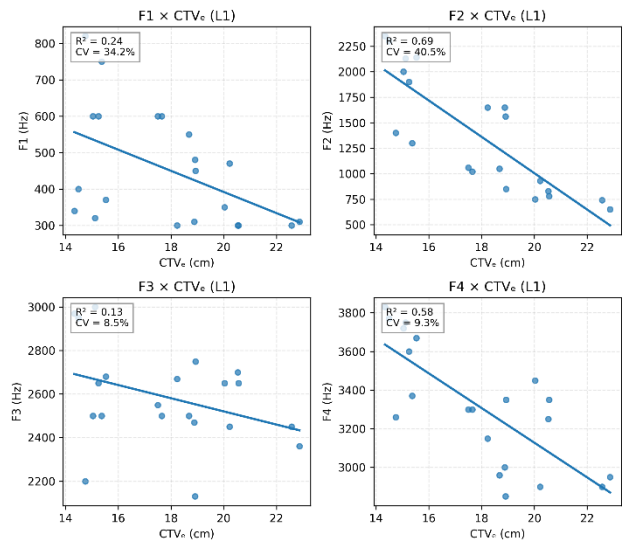 F1 × CTVₑ (L1)
R² = 0.24
CV = 34.2%
800
700
600
500
400
300
F1 (Hz)
14 16 18 20 22
CTVₑ (cm)
F2 × CTVₑ (L1)
R² = 0.69
CV = 40.5%
2250
2000
1750
1500
1250
1000
750
500
F2 (Hz)
14 16 18 20 22
CTVₑ (cm)
F3 × CTVₑ (L1)
R² = 0.13
CV = 8.5%
3000
2800
2600
2400
2200
F3 (Hz)
14 16 18 20 22
CTVₑ (cm)
F4 × CTVₑ (L1)
R² = 0.58
CV = 9.3%
3800
3600
3400
3200
3000
F4 (Hz)
14 16 18 20 22
CTVₑ (cm)